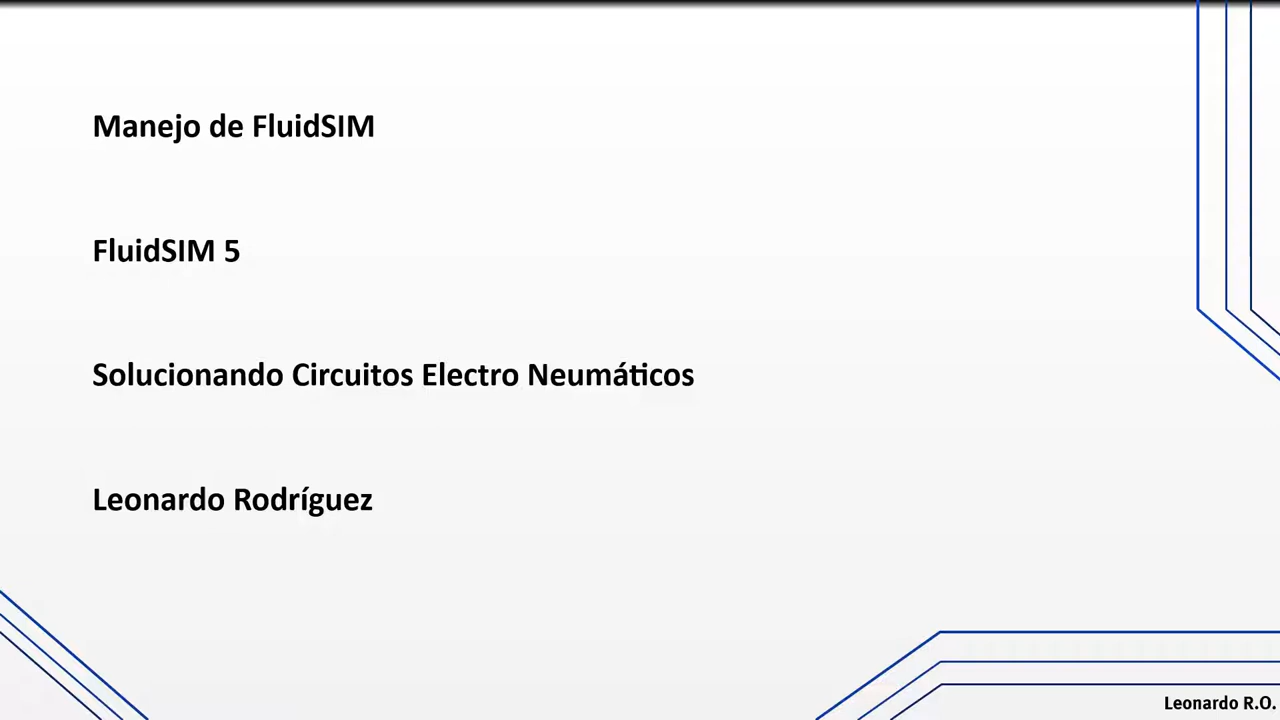 Manejo de FluidSIM
FluidSIM 5
Solucionando Circuitos Electro Neumáticos
Leonardo Rodríguez
Leonardo R.O.